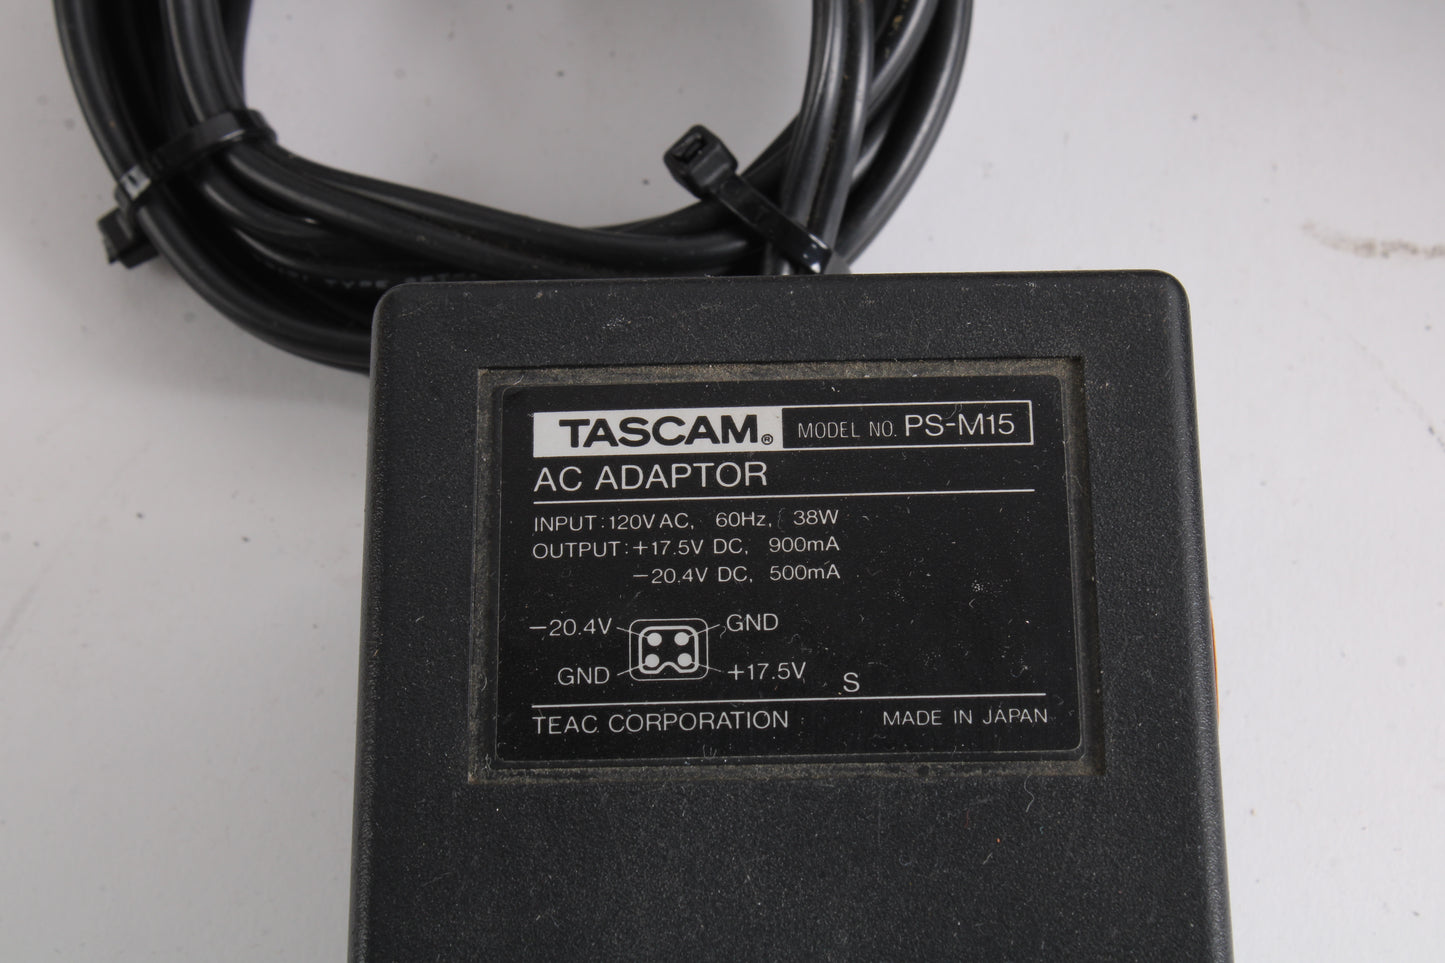 TYPE
TASCAM® MODEL NO. PS-M15
AC ADAPTOR
INPUT : 120V AC, 60Hz, 38W
OUTPUT : +17.5V DC, 900mA
−20.4V DC, 500mA
−20.4V GND
GND +17.5V
S
TEAC CORPORATION MADE IN JAPAN